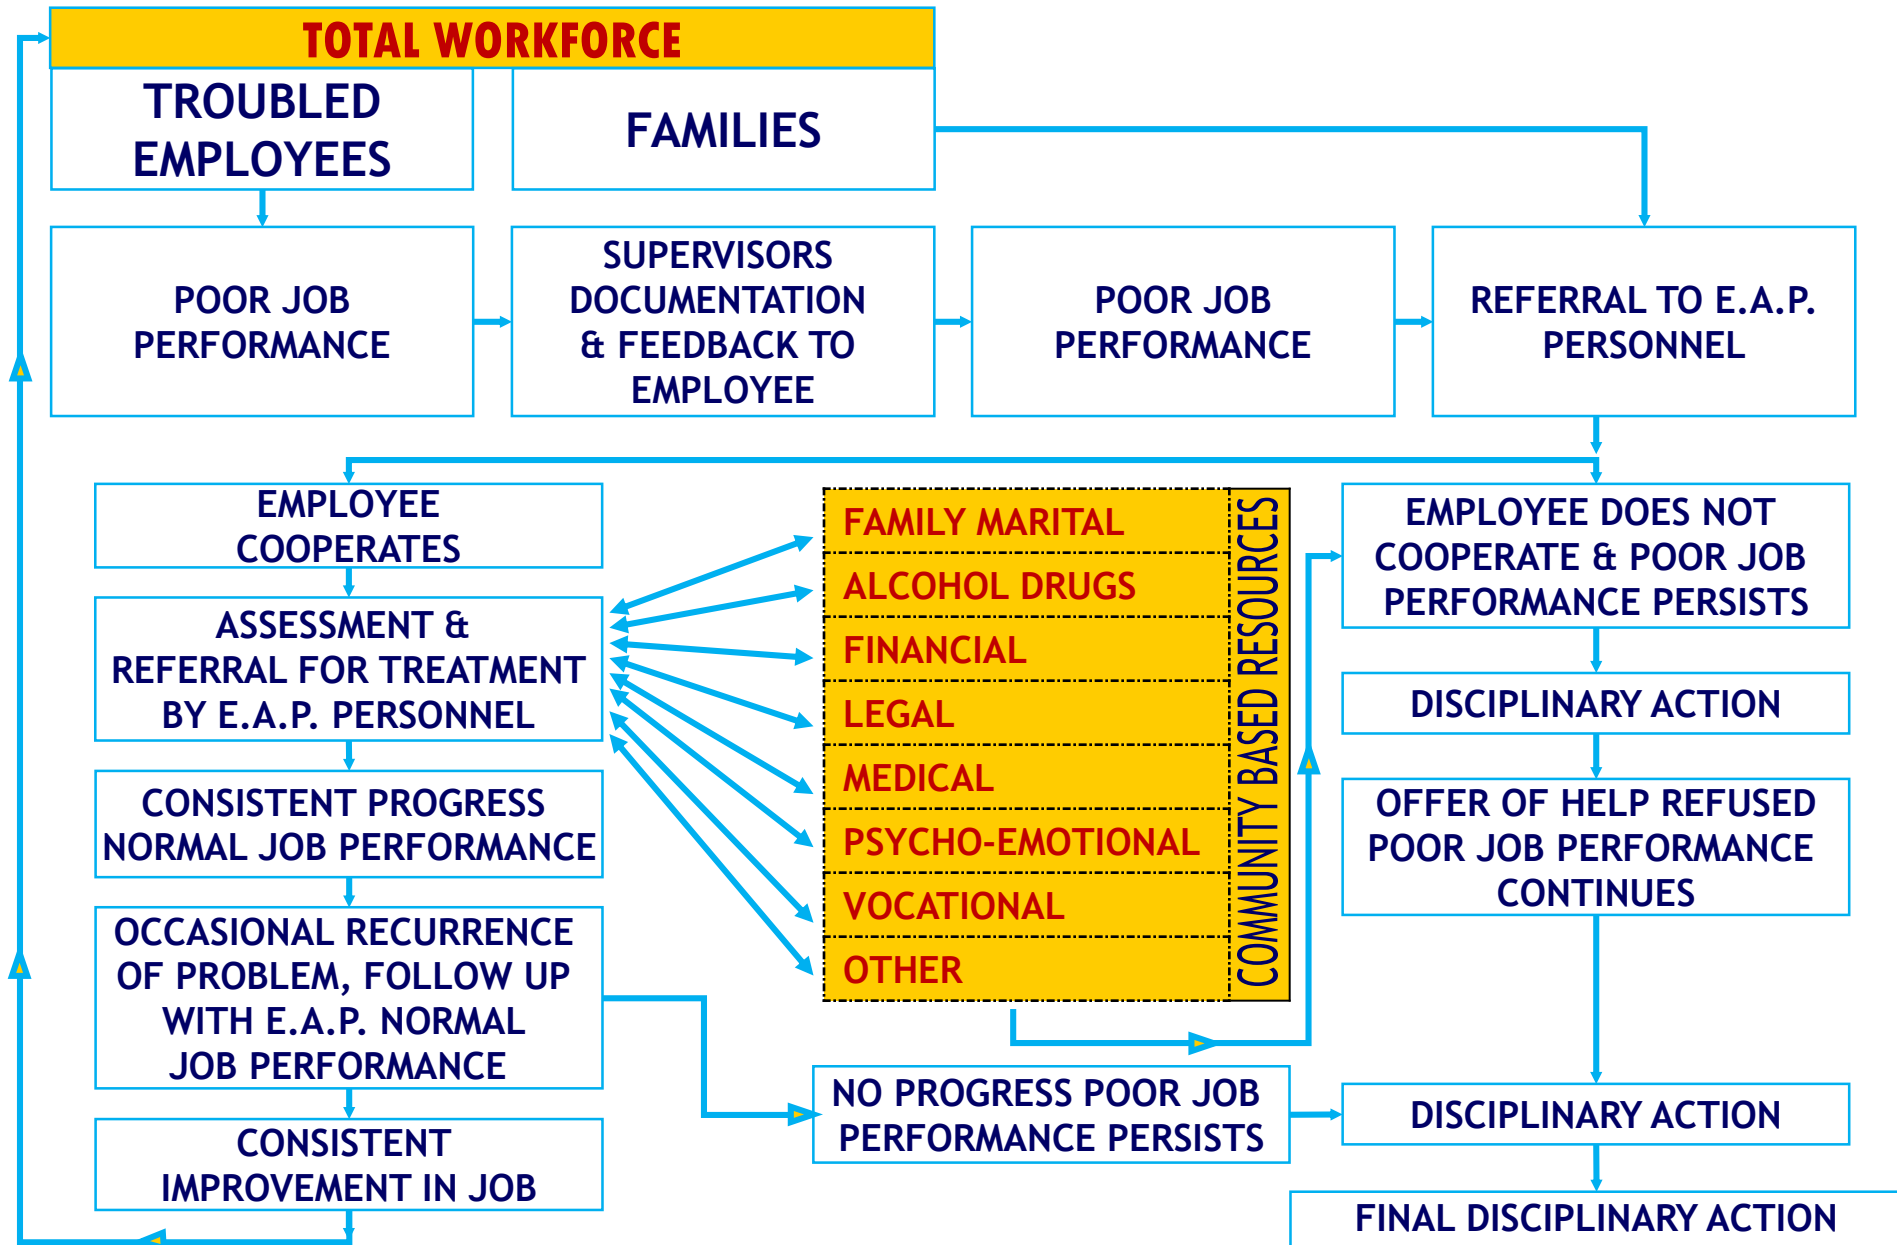 TOTAL WORKFORCE
TROUBLED
EMPLOYEES
FAMILIES
POOR JOB
PERFORMANCE
SUPERVISORS
DOCUMENTATION
& FEEDBACK TO
EMPLOYEE
POOR JOB
PERFORMANCE
REFERRAL TO E.A.P.
PERSONNEL
EMPLOYEE
COOPERATES
ASSESSMENT &
REFERRAL FOR TREATMENT
BY E.A.P. PERSONNEL
CONSISTENT PROGRESS
NORMAL JOB PERFORMANCE
OCCASIONAL RECURRENCE
OF PROBLEM, FOLLOW UP
WITH E.A.P. NORMAL
JOB PERFORMANCE
CONSISTENT
IMPROVEMENT IN JOB
FAMILY MARITAL
ALCOHOL DRUGS
FINANCIAL
LEGAL
MEDICAL
PSYCHO-EMOTIONAL
VOCATIONAL
OTHER
COMMUNITY BASED RESOURCES
NO PROGRESS POOR JOB
PERFORMANCE PERSISTS
EMPLOYEE DOES NOT
COOPERATE & POOR JOB
PERFORMANCE PERSISTS
DISCIPLINARY ACTION
OFFER OF HELP REFUSED
POOR JOB PERFORMANCE
CONTINUES
DISCIPLINARY ACTION
FINAL DISCIPLINARY ACTION